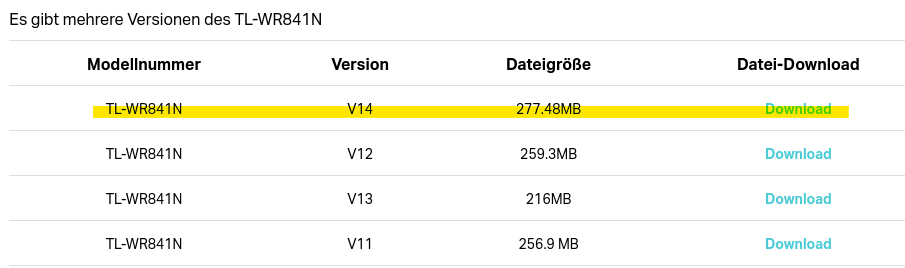 Es gibt mehrere Versionen des TL-WR841N
Modellnummer Version Dateigröße Datei-Download
TL-WR841N V14 277.48MB Download
TL-WR841N V12 259.3MB Download
TL-WR841N V13 216MB Download
TL-WR841N V11 256.9 MB Download